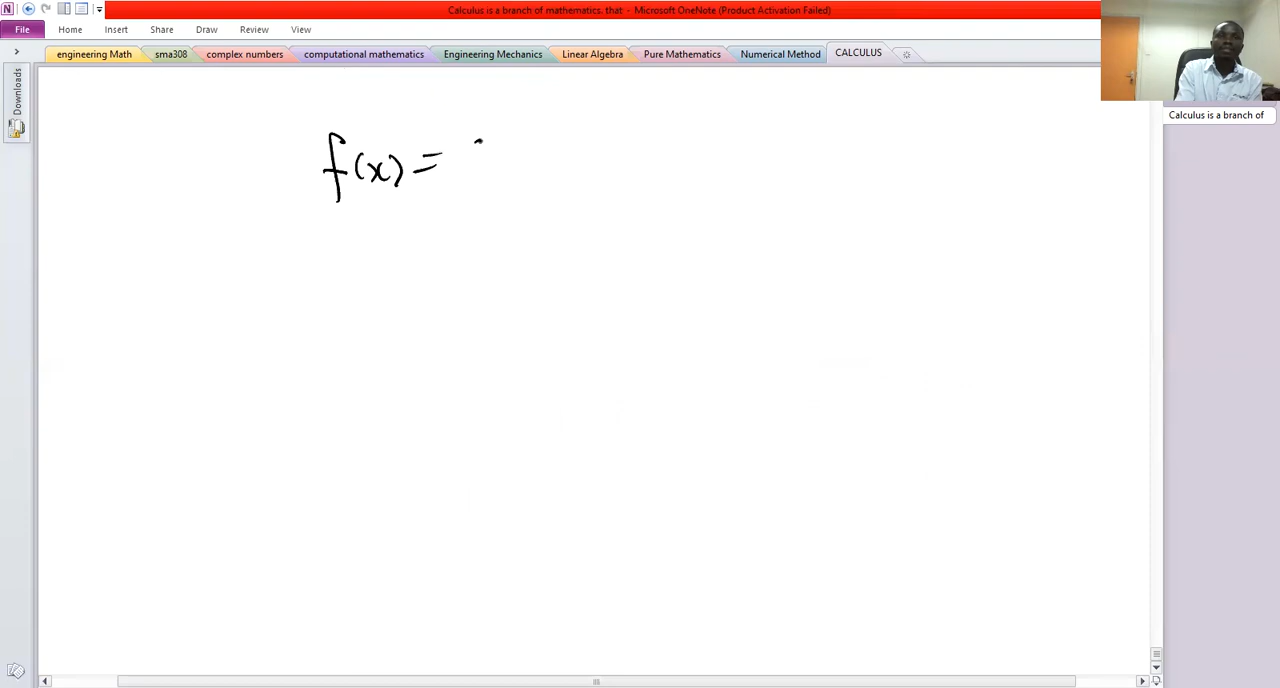 Calculus is a branch of mathematics. that - Microsoft OneNote (Product Activation Failed)
File Home Insert Share Draw Review View
engineering Math sma308 complex numbers computational mathematics Engineering Mechanics Linear Algebra Pure Mathematics Numerical Method CALCULUS
Downloads
Calculus is a branch of
f(x) =